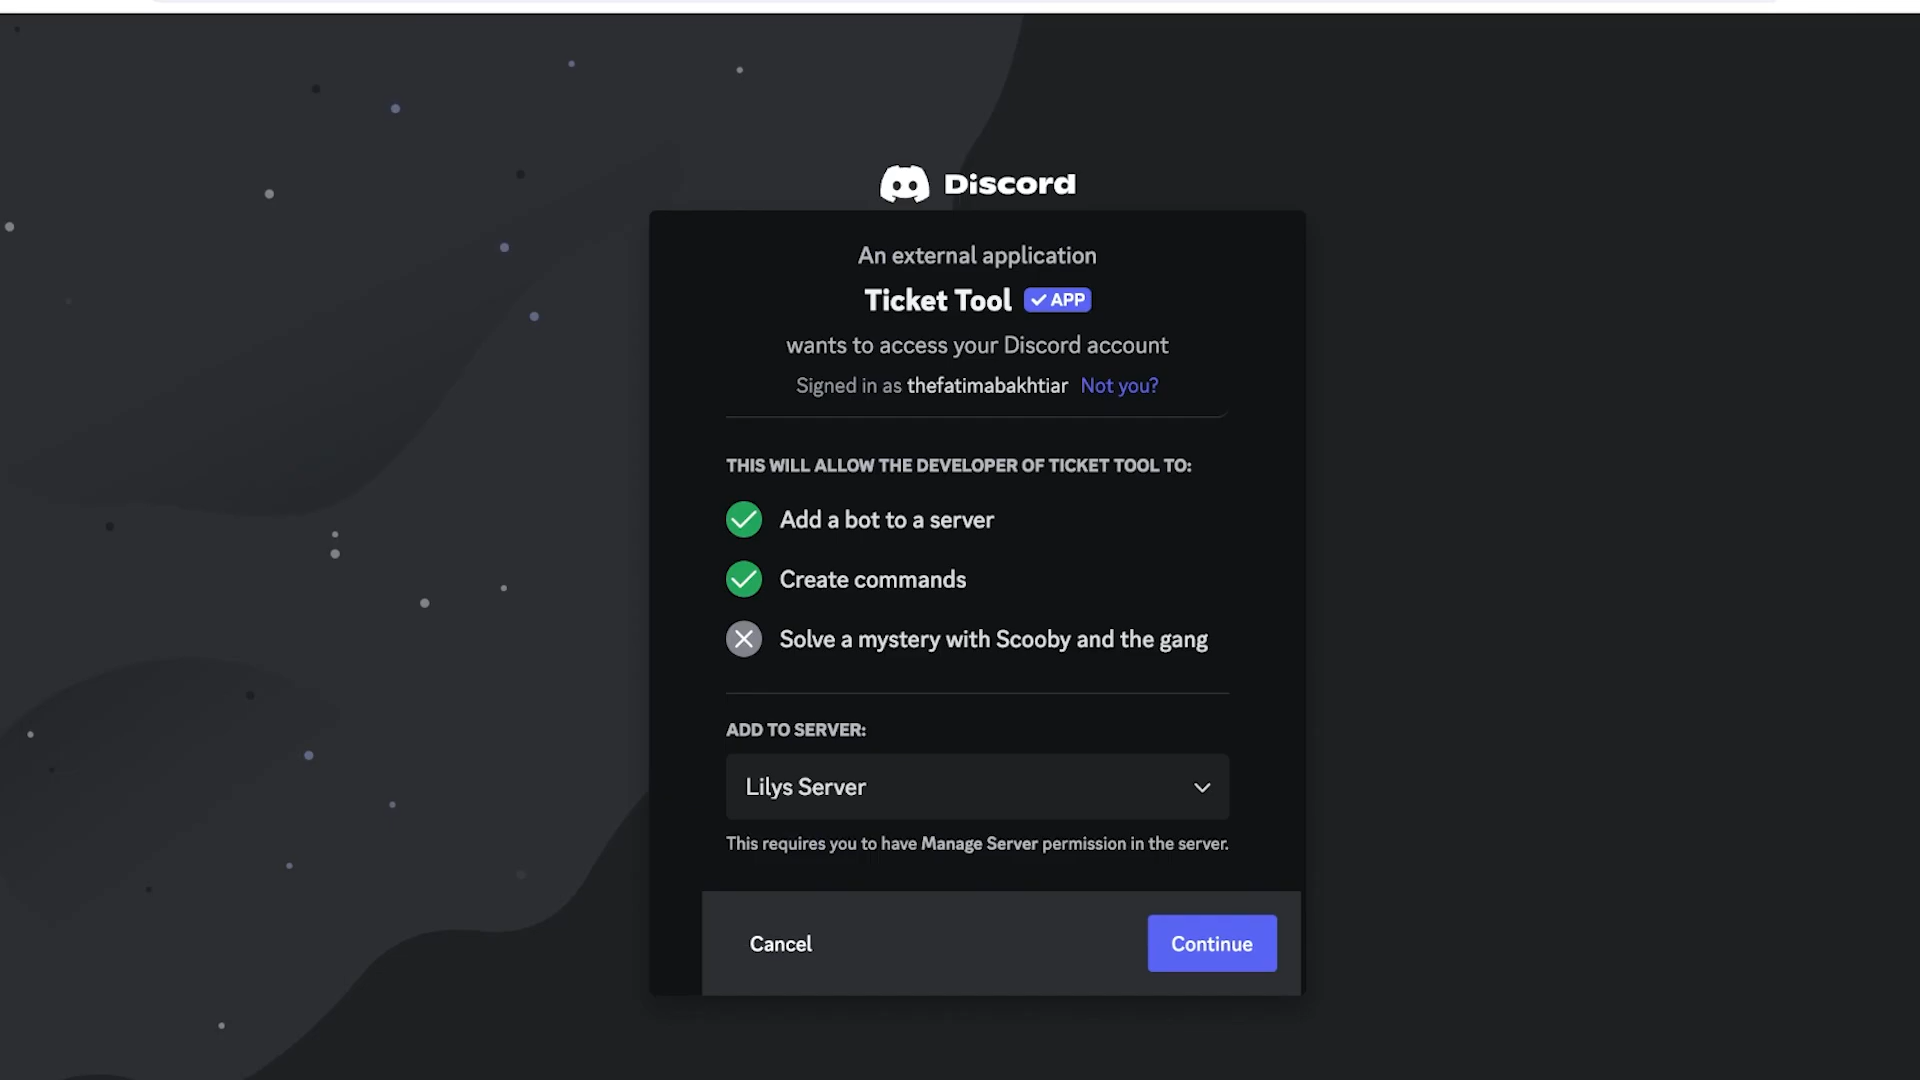 Discord
An external application
Ticket Tool APP
wants to access your Discord account
Signed in as thefatimabakhtiar Not you?
THIS WILL ALLOW THE DEVELOPER OF TICKET TOOL TO:
Add a bot to a server
Create commands
Solve a mystery with Scooby and the gang
ADD TO SERVER:
Lilys Server
This requires you to have Manage Server permission in the server.
Cancel
Continue